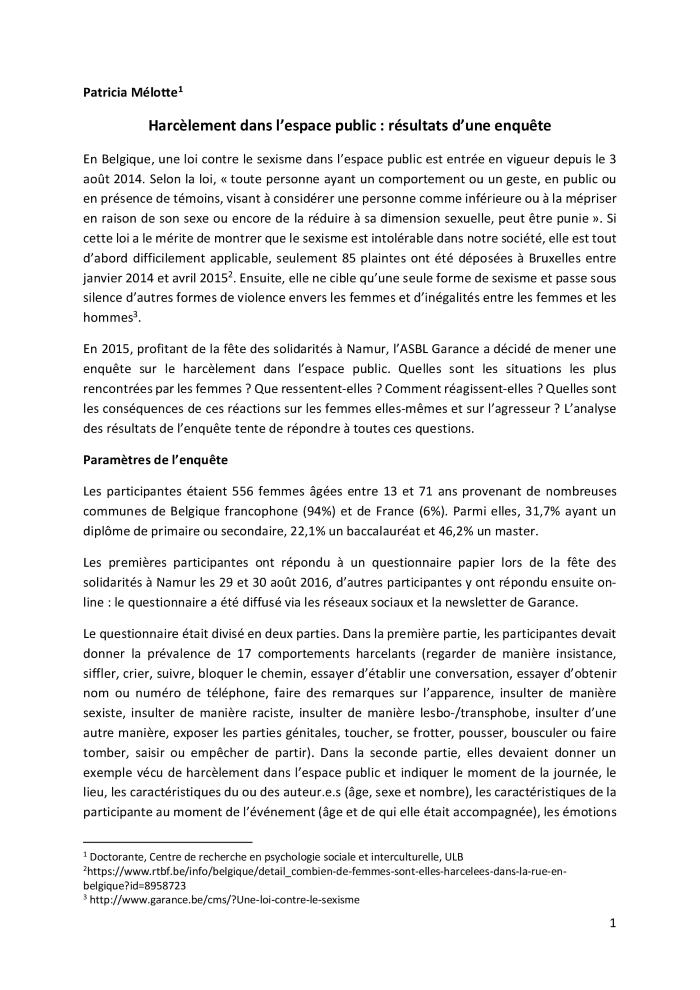 Patricia Mélotte¹
Harcèlement dans l’espace public : résultats d’une enquête
En Belgique, une loi contre le sexisme dans l’espace public est entrée en vigueur depuis le 3
août 2014. Selon la loi, « toute personne ayant un comportement ou un geste, en public ou
en présence de témoins, visant à considérer une personne comme inférieure ou à la mépriser
en raison de son sexe ou encore de la réduire à sa dimension sexuelle, peut être punie ». Si
cette loi a le mérite de montrer que le sexisme est intolérable dans notre société, elle est tout
d’abord difficilement applicable, seulement 85 plaintes ont été déposées à Bruxelles entre
janvier 2014 et avril 2015². Ensuite, elle ne cible qu’une seule forme de sexisme et passe sous
silence d’autres formes de violence envers les femmes et d’inégalités entre les femmes et les
hommes³.
En 2015, profitant de la fête des solidarités à Namur, l’ASBL Garance a décidé de mener une
enquête sur le harcèlement dans l’espace public. Quelles sont les situations les plus
rencontrées par les femmes ? Que ressentent-elles ? Comment réagissent-elles ? Quelles sont
les conséquences de ces réactions sur les femmes elles-mêmes et sur l’agresseur ? L’analyse
des résultats de l’enquête tente de répondre à toutes ces questions.
Paramètres de l’enquête
Les participantes étaient 556 femmes âgées entre 13 et 71 ans provenant de nombreuses
communes de Belgique francophone (94%) et de France (6%). Parmi elles, 31,7% ayant un
diplôme de primaire ou secondaire, 22,1% un baccalauréat et 46,2% un master.
Les premières participantes ont répondu à un questionnaire papier lors de la fête des
solidarités à Namur les 29 et 30 août 2016, d’autres participantes y ont répondu ensuite on-
line : le questionnaire a été diffusé via les réseaux sociaux et la newsletter de Garance.
Le questionnaire était divisé en deux parties. Dans la première partie, les participantes devait
donner la prévalence de 17 comportements harcelants (regarder de manière insistance,
siffler, crier, suivre, bloquer le chemin, essayer d’établir une conversation, essayer d’obtenir
nom ou numéro de téléphone, faire des remarques sur l’apparence, insulter de manière
sexiste, insulter de manière raciste, insulter de manière lesbo-/transphobe, insulter d’une
autre manière, exposer les parties génitales, toucher, se frotter, pousser, bousculer ou faire
tomber, saisir ou empêcher de partir). Dans la seconde partie, elles devaient donner un
exemple vécu de harcèlement dans l’espace public et indiquer le moment de la journée, le
lieu, les caractéristiques du ou des auteur.e.s (âge, sexe et nombre), les caractéristiques de la
participante au moment de l’événement (âge et de qui elle était accompagnée), les émotions
¹ Doctorante, Centre de recherche en psychologie sociale et interculturelle, ULB
²https://www.rtbf.be/info/belgique/detail_combien-de-femmes-sont-elles-harcelees-dans-la-rue-en-
belgique?id=8958723
³ http://www.garance.be/cms/?Une-loi-contre-le-sexisme
1